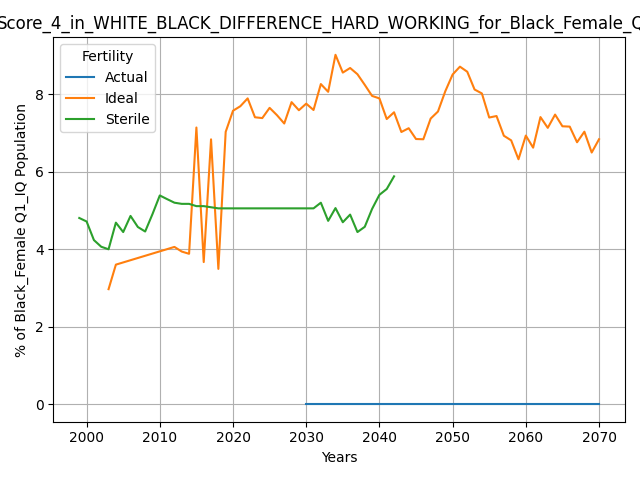 Score_4_in_WHITE_BLACK_DIFFERENCE_HARD_WORKING_for_Black_Female_Q
Fertility
Actual
Ideal
Sterile
% of Black_Female Q1_IQ Population
8
6
4
2
0
2000 2010 2020 2030 2040 2050 2060 2070
Years